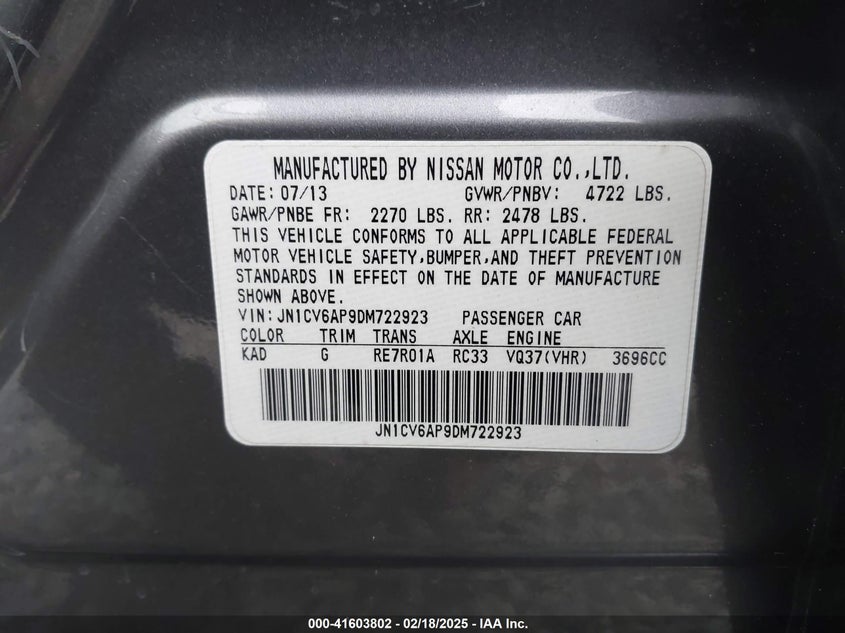 MANUFACTURED BY NISSAN MOTOR CO.,LTD.
DATE: 07/13 GVWR/PNBV: 4722 LBS.
GAWR/PNBE FR: 2270 LBS. RR: 2478 LBS.
THIS VEHICLE CONFORMS TO ALL APPLICABLE FEDERAL
MOTOR VEHICLE SAFETY,BUMPER,AND THEFT PREVENTION
STANDARDS IN EFFECT ON THE DATE OF MANUFACTURE
SHOWN ABOVE.
VIN:JN1CV6AP9DM722923 PASSENGER CAR
COLOR TRIM TRANS AXLE ENGINE
KAD G RE7R01A RC33 VQ37(VHR) 3696CC
JN1CV6AP9DM722923
000-41603802 - 02/18/2025 - IAA Inc.